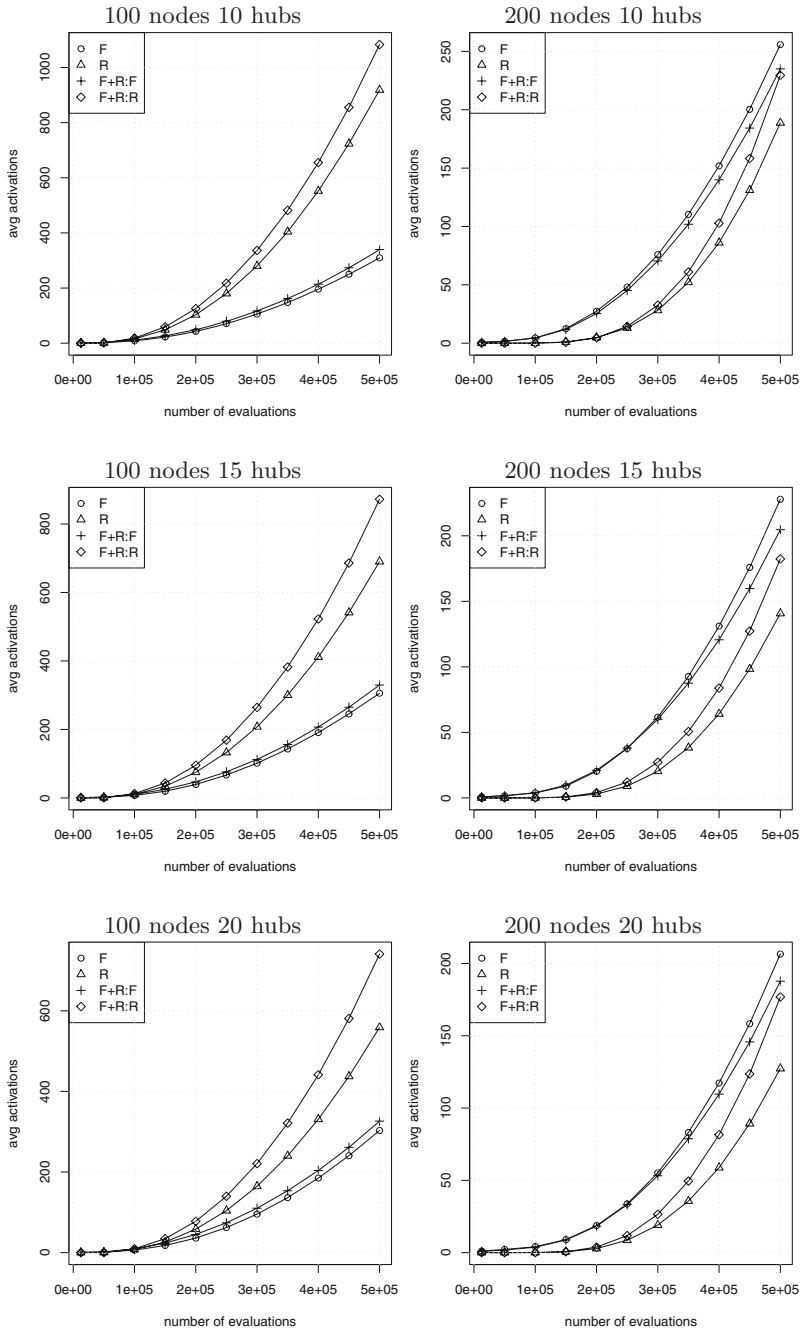 100 nodes 10 hubs
F
R
F+R:F
F+R:R
avg activations
0
200
400
600
800
1000
0e+00 1e+05 2e+05 3e+05 4e+05 5e+05
number of evaluations
200 nodes 10 hubs
F
R
F+R:F
F+R:R
avg activations
0
50
100
150
200
250
0e+00 1e+05 2e+05 3e+05 4e+05 5e+05
number of evaluations
100 nodes 15 hubs
F
R
F+R:F
F+R:R
avg activations
0
200
400
600
800
0e+00 1e+05 2e+05 3e+05 4e+05 5e+05
number of evaluations
200 nodes 15 hubs
F
R
F+R:F
F+R:R
avg activations
0
50
100
150
200
0e+00 1e+05 2e+05 3e+05 4e+05 5e+05
number of evaluations
100 nodes 20 hubs
F
R
F+R:F
F+R:R
avg activations
0
200
400
600
0e+00 1e+05 2e+05 3e+05 4e+05 5e+05
number of evaluations
200 nodes 20 hubs
F
R
F+R:F
F+R:R
avg activations
0
50
100
150
200
0e+00 1e+05 2e+05 3e+05 4e+05 5e+05
number of evaluations